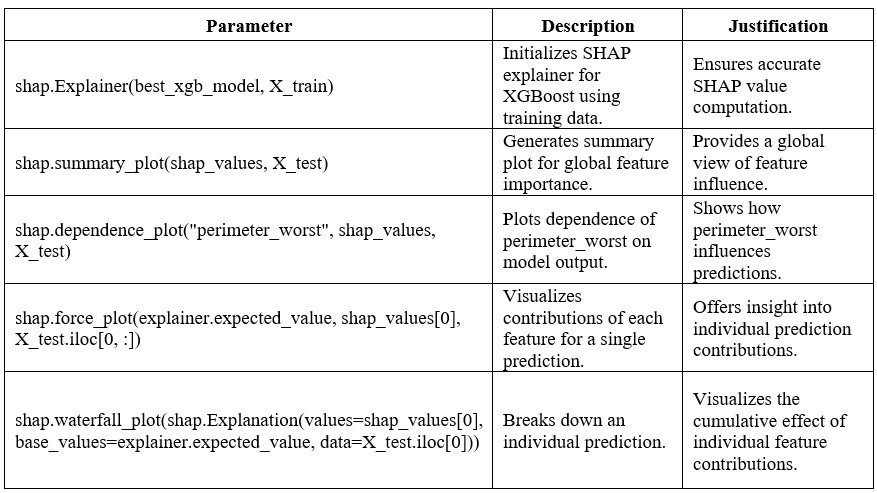 Parameter Description Justification
shap.Explainer(best_xgb_model, X_train)
Initializes SHAP
explainer for
XGBoost using
training data.
Ensures accurate
SHAP value
computation.
shap.summary_plot(shap_values, X_test)
Generates summary
plot for global feature
importance.
Provides a global
view of feature
influence.
shap.dependence_plot("perimeter_worst", shap_values,
X_test)
Plots dependence of
perimeter_worst on
model output.
Shows how
perimeter_worst
influences
predictions.
shap.force_plot(explainer.expected_value, shap_values[0],
X_test.iloc[0, :])
Visualizes
contributions of each
feature for a single
prediction.
Offers insight into
individual prediction
contributions.
shap.waterfall_plot(shap.Explanation(values=shap_values[0],
base_values=explainer.expected_value, data=X_test.iloc[0]))
Breaks down an
individual prediction.
Visualizes the
cumulative effect of
individual feature
contributions.